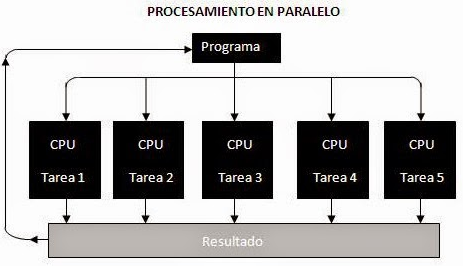 PROCESAMIENTO EN PARALELO
Programa
CPU CPU CPU CPU CPU
Tarea 1 Tarea 2 Tarea 3 Tarea 4 Tarea 5
Resultado